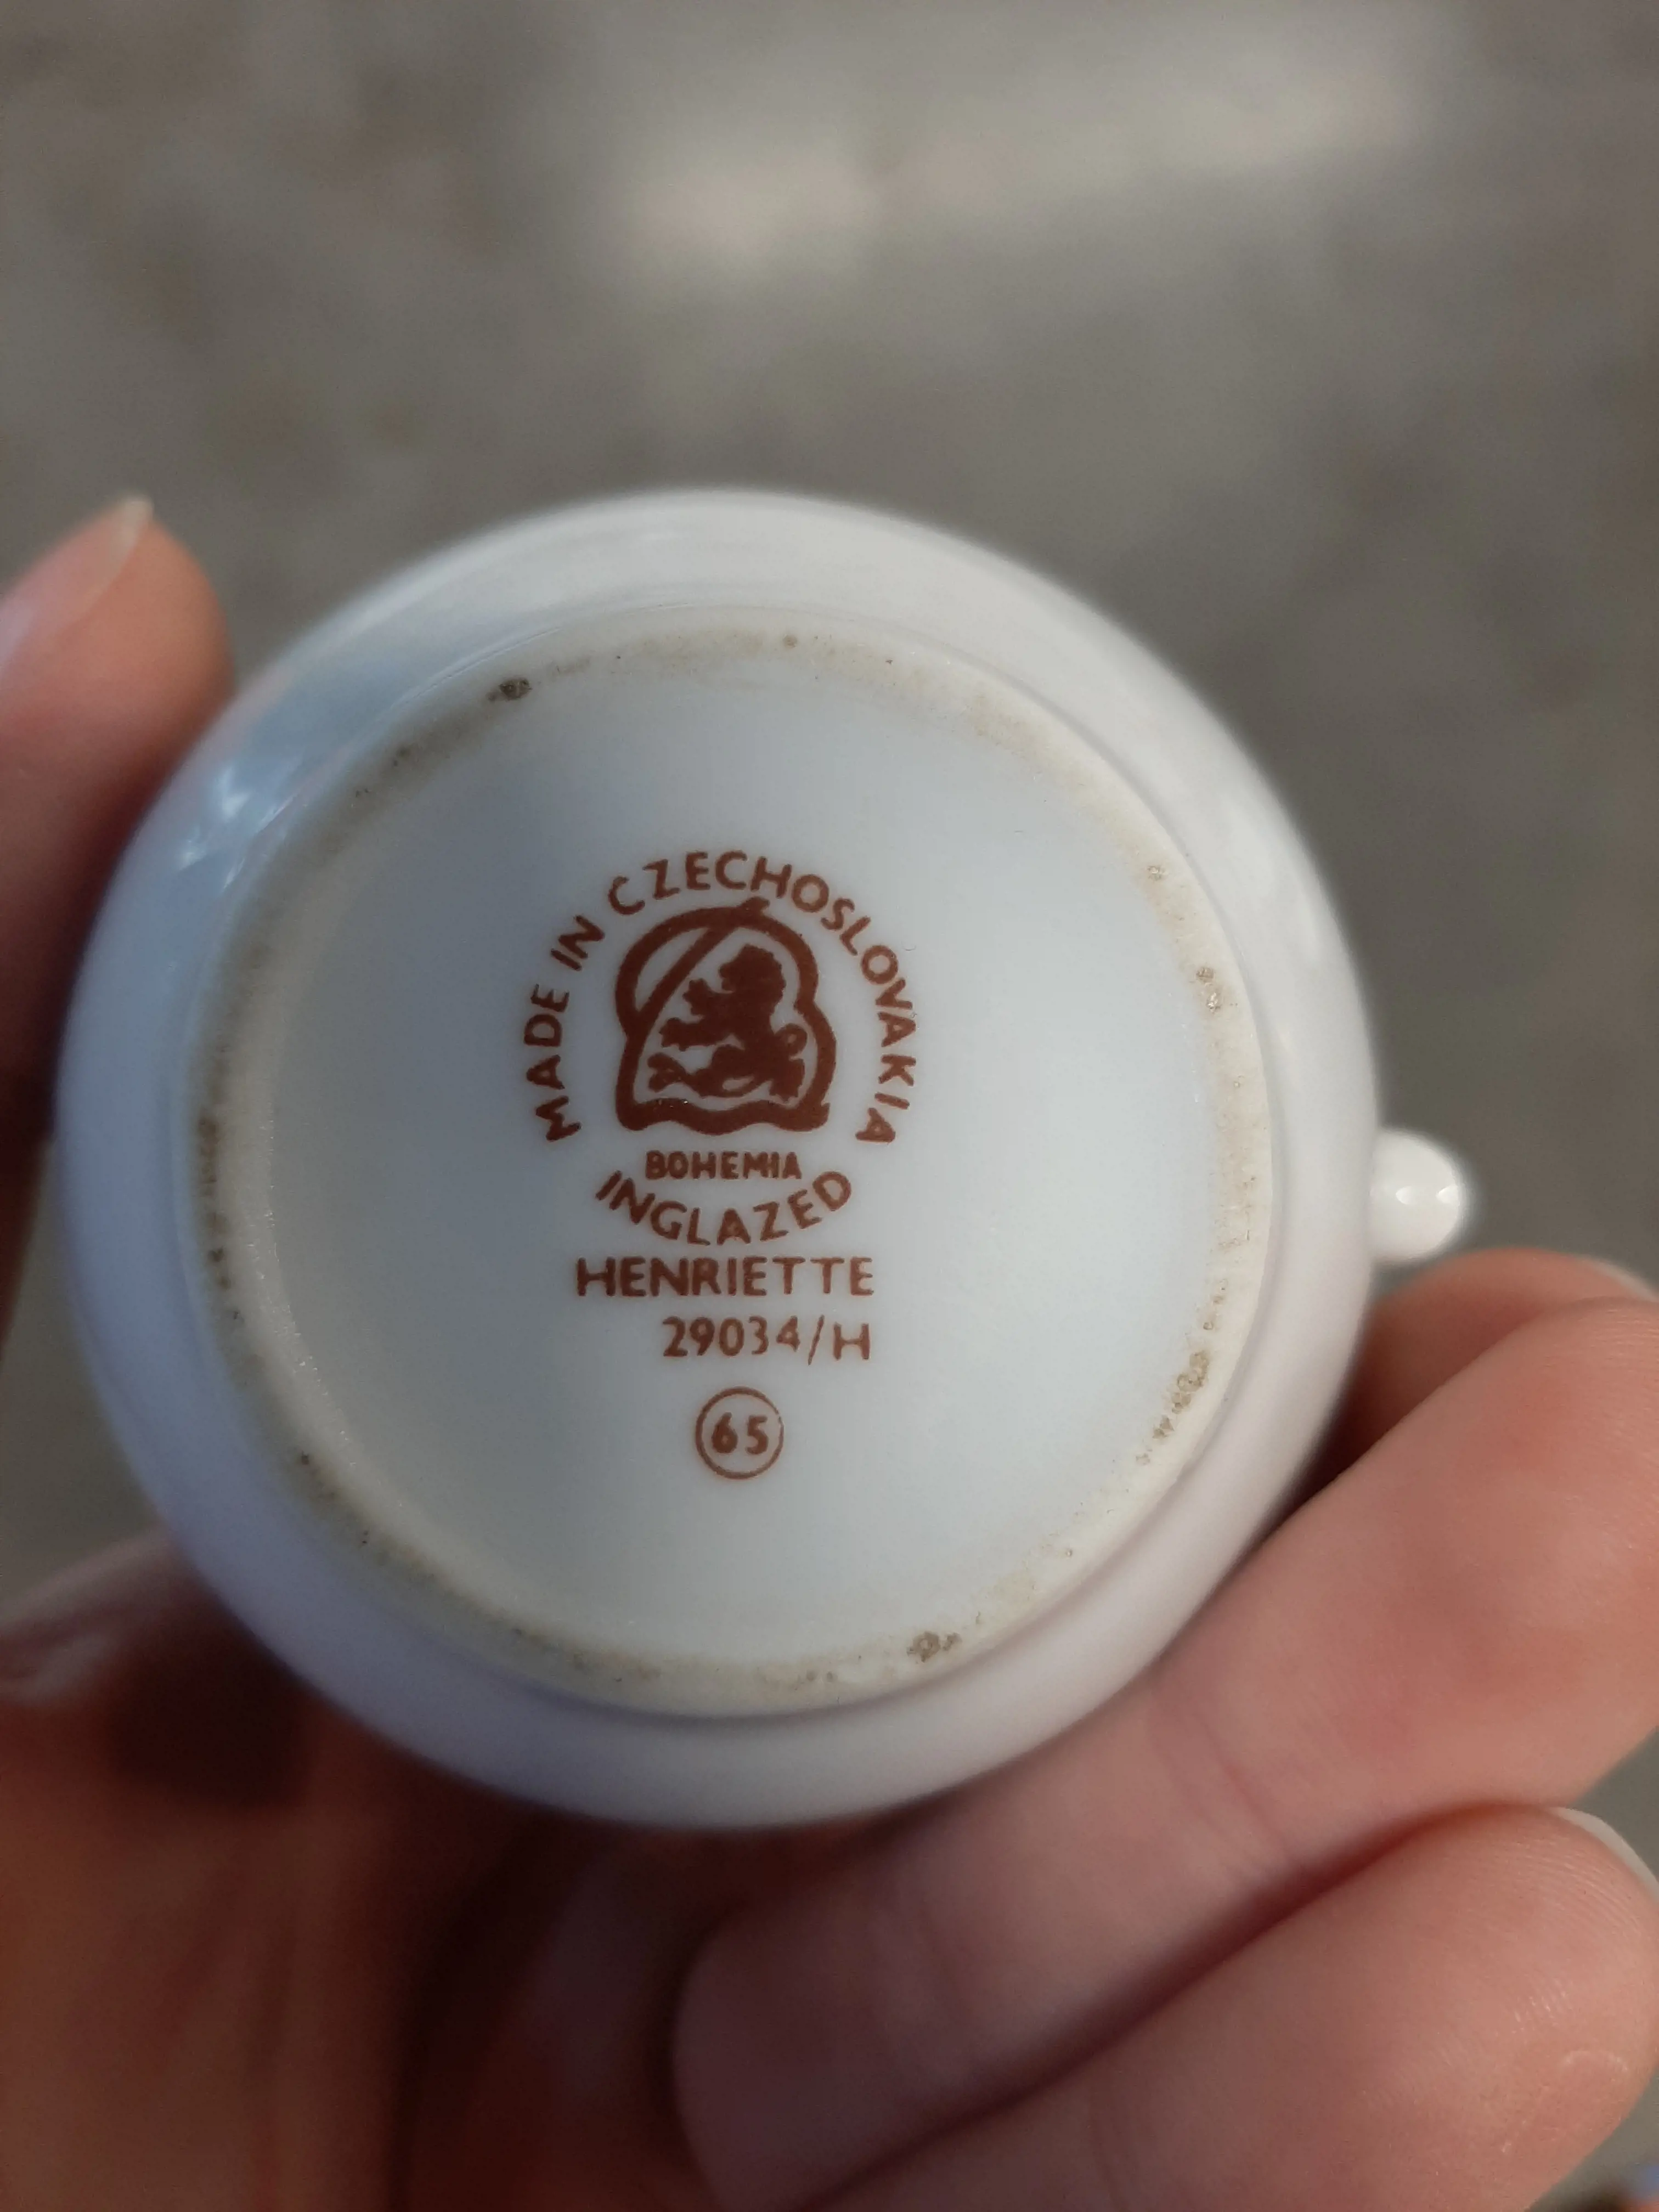 MADE IN CZECHOSLOVAKIA
BOHEMIA
INGLAZED
HENRIETTE
29034/H
65